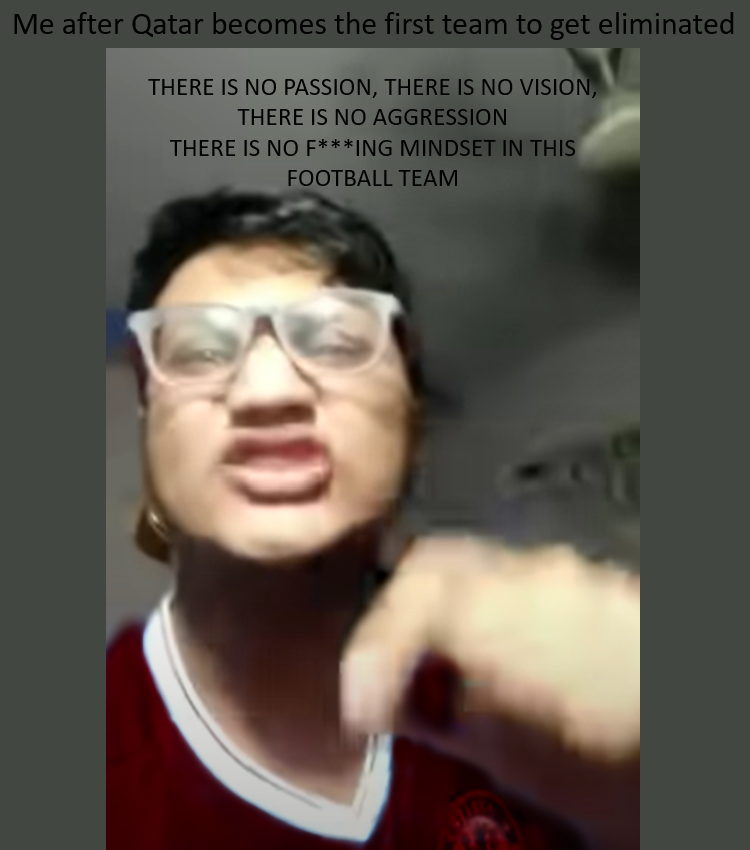 Me after Qatar becomes the first team to get eliminated
THERE IS NO PASSION, THERE IS NO VISION,
THERE IS NO AGGRESSION
THERE IS NO F***ING MINDSET IN THIS
FOOTBALL TEAM